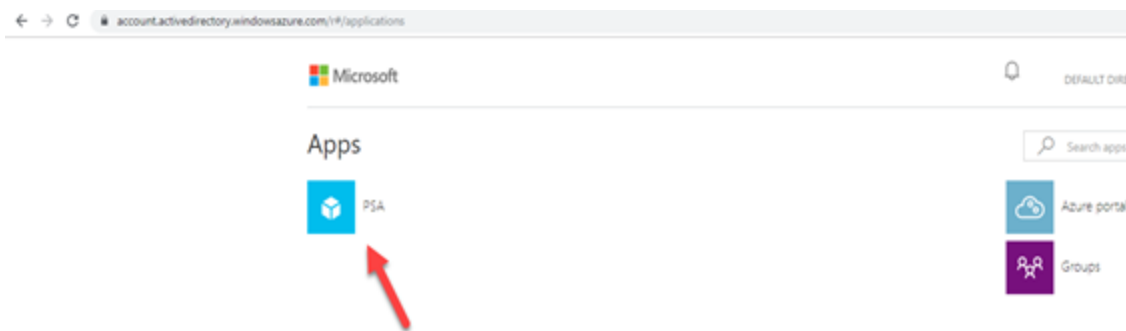 account.activedirectory.windowsazure.com/r#/applications
Microsoft
DEFAULT DIRE
Apps
Search apps
PSA
Azure portal
Groups